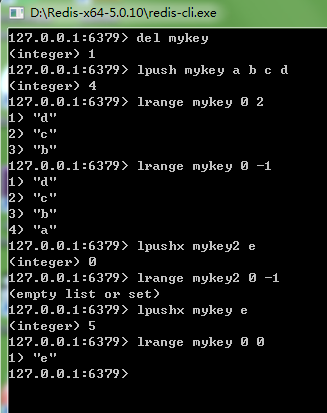 D:\Redis-x64-5.0.10\redis-cli.exe
127.0.0.1:6379> del mykey
(integer) 1
127.0.0.1:6379> lpush mykey a b c d
(integer) 4
127.0.0.1:6379> lrange mykey 0 2
1) "d"
2) "c"
3) "b"
127.0.0.1:6379> lrange mykey 0 -1
1) "d"
2) "c"
3) "b"
4) "a"
127.0.0.1:6379> lpushx mykey2 e
(integer) 0
127.0.0.1:6379> lrange mykey2 0 -1
(empty list or set)
127.0.0.1:6379> lpushx mykey e
(integer) 5
127.0.0.1:6379> lrange mykey 0 0
1) "e"
127.0.0.1:6379>